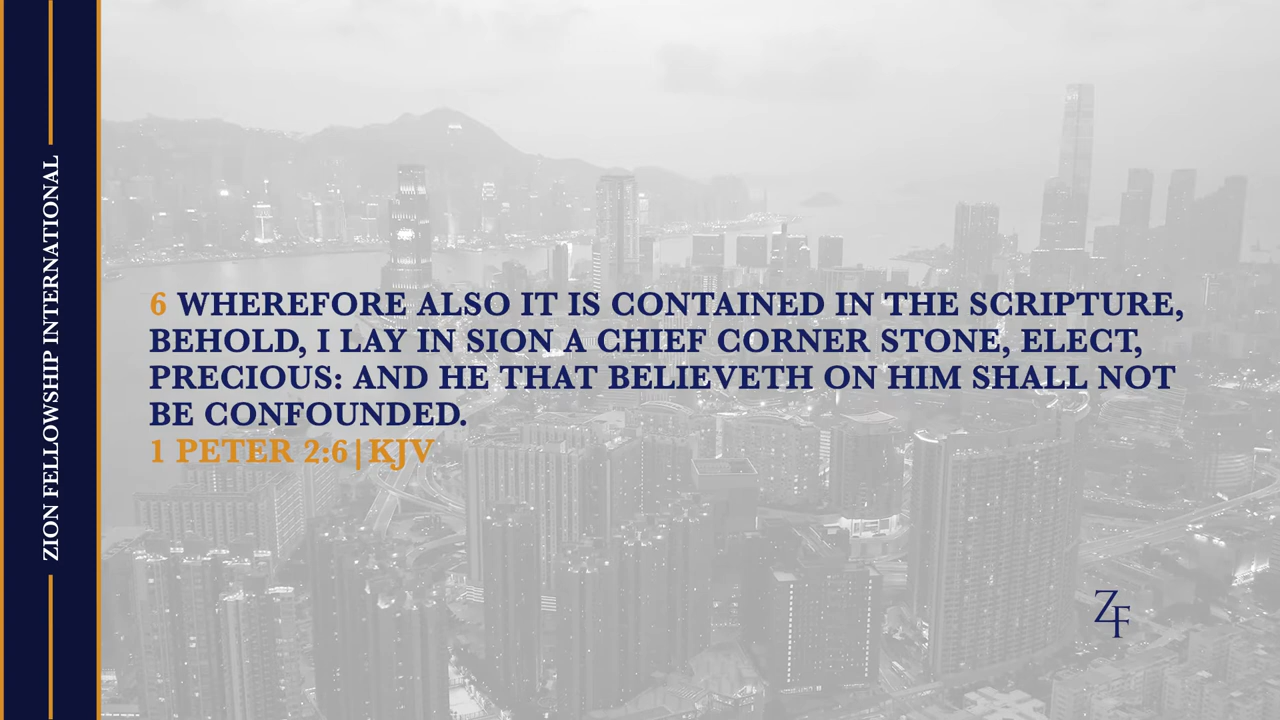 ZION FELLOWSHIP INTERNATIONAL
6 WHEREFORE ALSO IT IS CONTAINED IN THE SCRIPTURE,
BEHOLD, I LAY IN SION A CHIEF CORNER STONE, ELECT,
PRECIOUS: AND HE THAT BELIEVETH ON HIM SHALL NOT
BE CONFOUNDED.
1 PETER 2:6|KJV
ZF